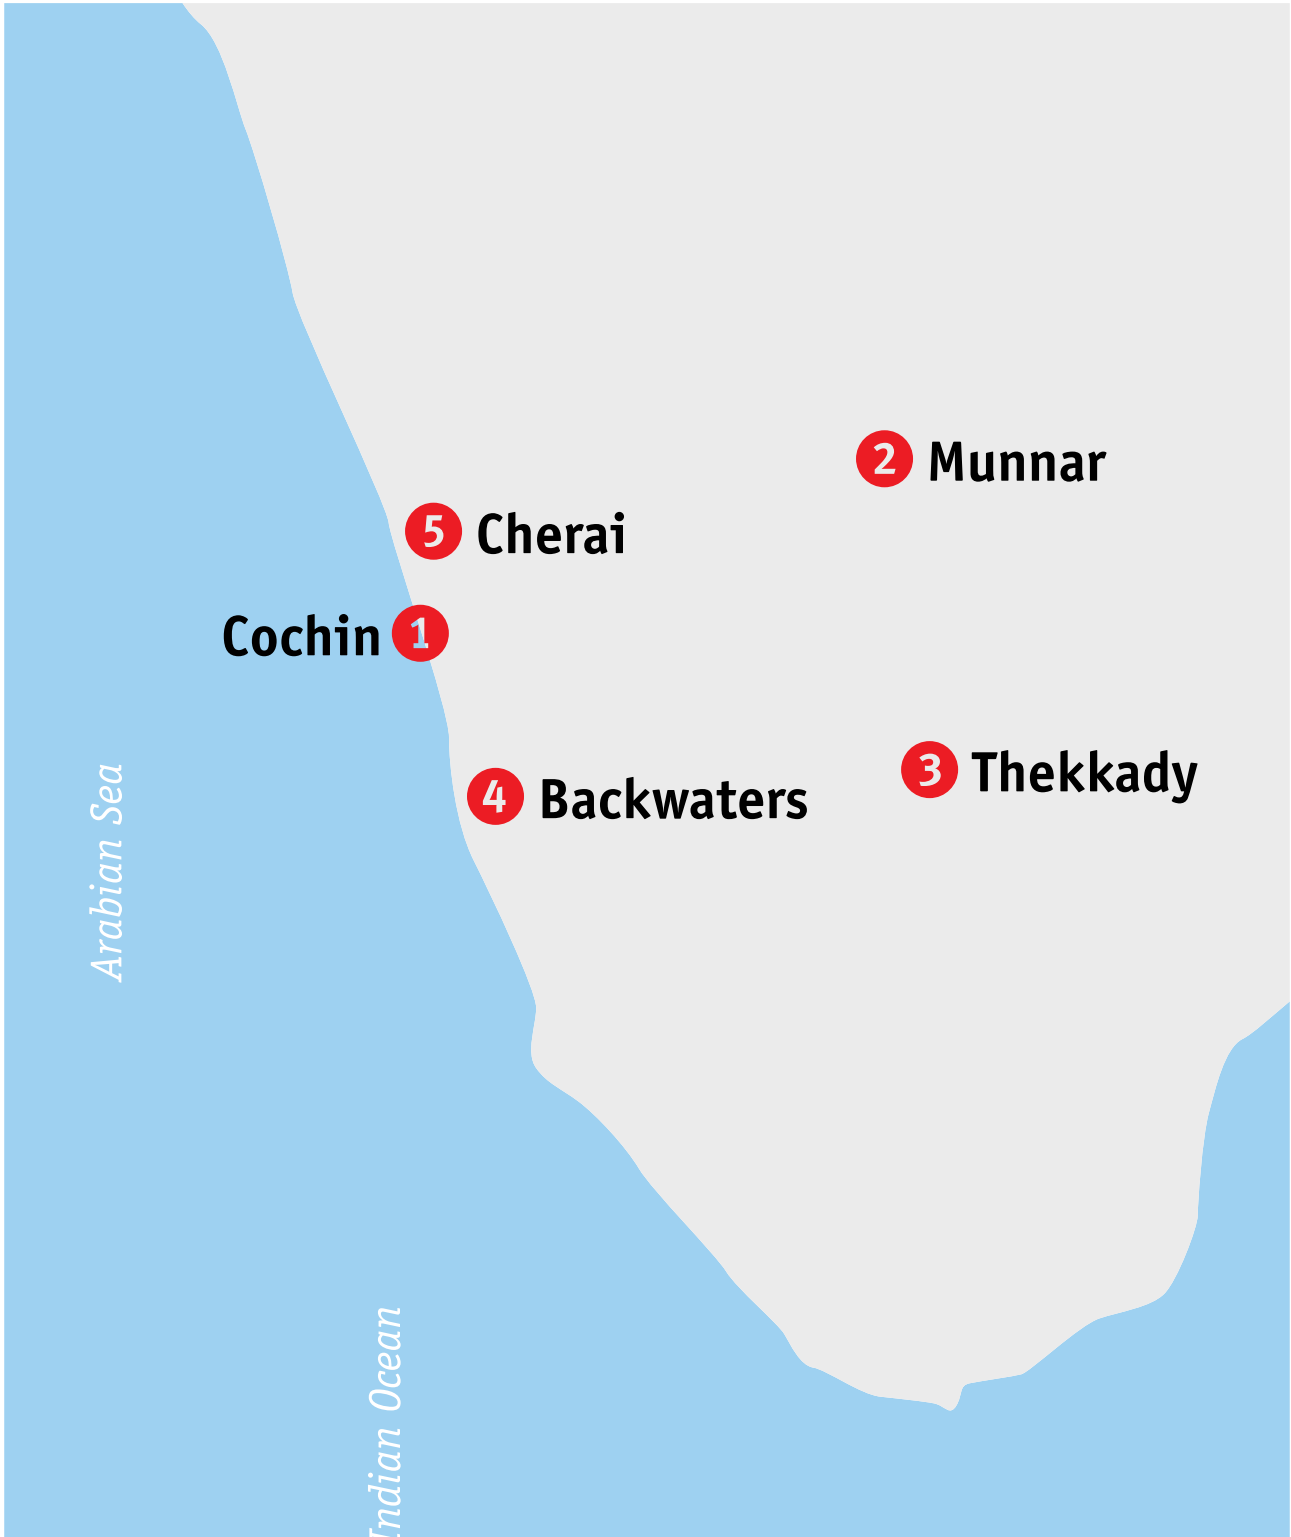 2 Munnar
5 Cherai
Cochin 1
3 Thekkady
4 Backwaters
Arabian Sea
Indian Ocean